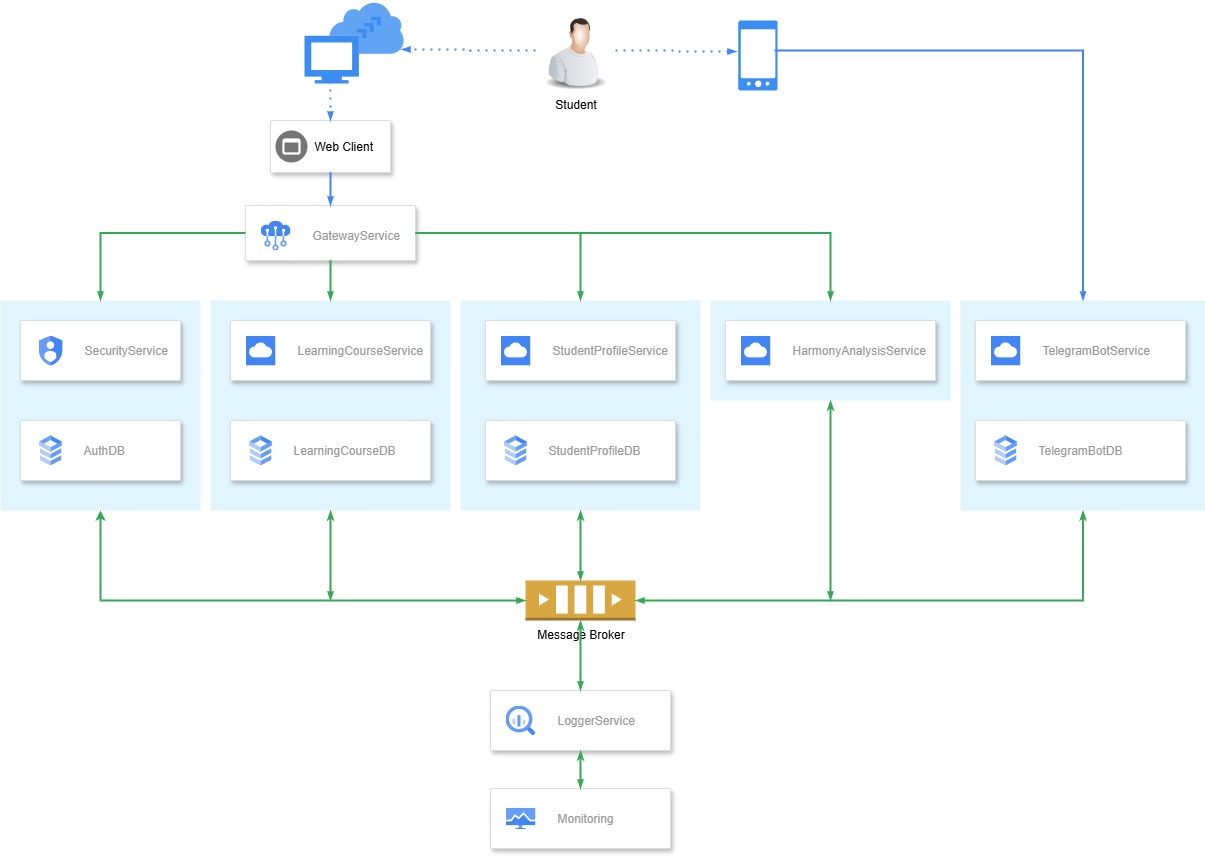 Student
Web Client
GatewayService
SecurityService
LearningCourseService
StudentProfileService
HarmonyAnalysisService
TelegramBotService
AuthDB
LearningCourseDB
StudentProfileDB
TelegramBotDB
Message Broker
LoggerService
Monitoring